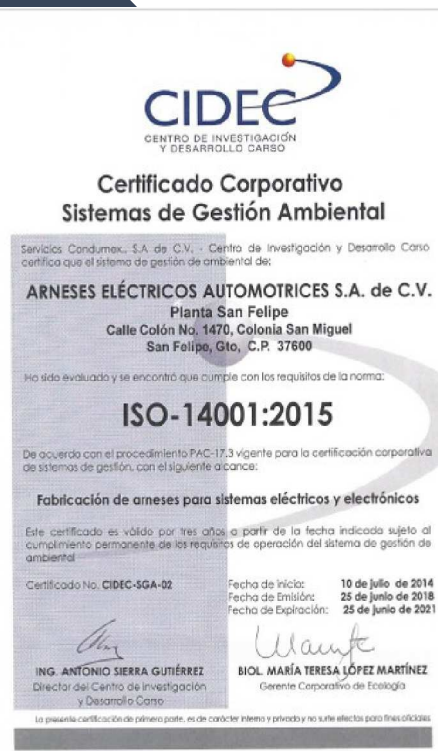 CIDEC
CENTRO DE INVESTIGACIÓN
Y DESARROLLO CARSO
Certificado Corporativo
Sistemas de Gestión Ambiental
Servicios Condumex, S.A. de C.V. - Centro de Investigación y Desarrollo Carso
certifica que el sistema de gestión de ambiental de:
ARNESES ELÉCTRICOS AUTOMOTRICES S.A. de C.V.
Planta San Felipe
Calle Colón No. 1470, Colonia San Miguel
San Felipe, Gto, C.P. 37600
Ha sido evaluado y se encontró que cumple con los requisitos de la norma:
ISO-14001:2015
De acuerdo con el procedimiento PAC-17.3 vigente para la certificación corporativa
de sistemas de gestión, con el siguiente alcance:
Fabricación de arneses para sistemas eléctricos y electrónicos
Este certificado es válido por tres años a partir de la fecha indicada sujeto al
cumplimiento permanente de los requisitos de operación del sistema de gestión de
ambiental
Certificado No. CIDEC-SGA-02
Fecha de inicio: 10 de julio de 2014
Fecha de Emisión: 25 de junio de 2018
Fecha de Expiración: 25 de junio de 2021
ING. ANTONIO SIERRA GUTIÉRREZ
Director del Centro de Investigación
y Desarrollo Carso
BIOL. MARÍA TERESA LÓPEZ MARTÍNEZ
Gerente Corporativo de Ecología
La presente certificación de primera parte, es de carácter interno y privado y no surte efectos para fines oficiales